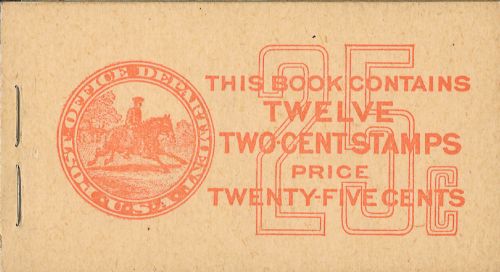 POST OFFICE DEPARTMENT
U.S.A.
25c
THIS BOOK CONTAINS
TWELVE
TWO-CENT STAMPS
PRICE
TWENTY-FIVE CENTS